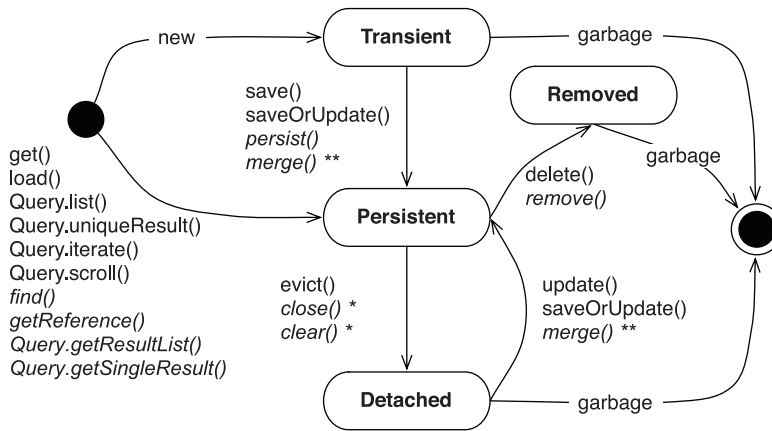 new
Transient
garbage
save()
saveOrUpdate()
persist()
merge() **
Removed
get()
load()
Query.list()
Query.uniqueResult()
Query.iterate()
Query.scroll()
find()
getReference()
Query.getResultList()
Query.getSingleResult()
Persistent
delete()
remove()
garbage
evict()
close() *
clear() *
update()
saveOrUpdate()
merge() **
Detached
garbage